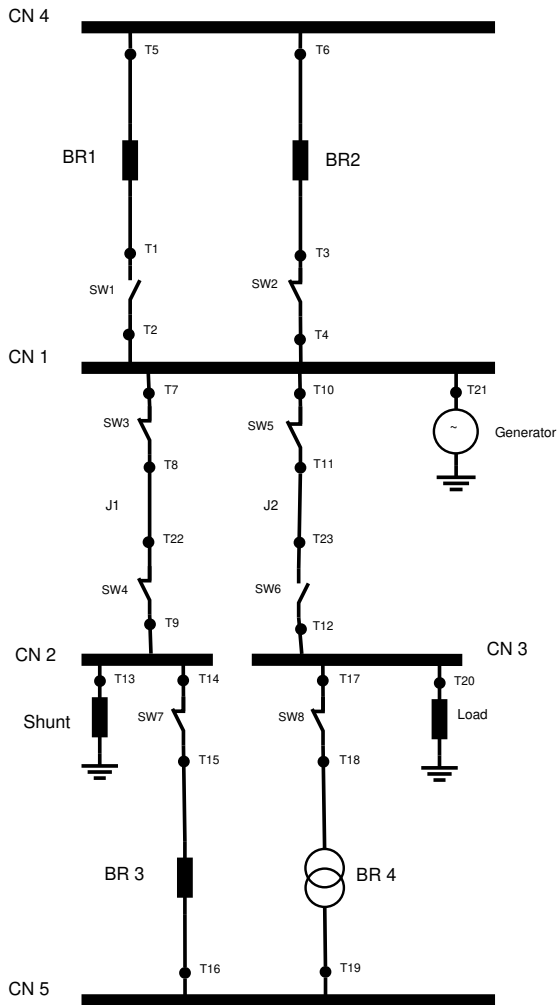 CN 4
T5
T6
BR1
BR2
T1
T3
SW1
SW2
T2
T4
CN 1
T7
T10
T21
SW3
SW5
~
Generator
T8
T11
J1
J2
T22
T23
SW4
SW6
T9
T12
CN 2
CN 3
T13
T14
T17
T20
Shunt
SW7
SW8
Load
T15
T18
BR 3
BR 4
T16
T19
CN 5